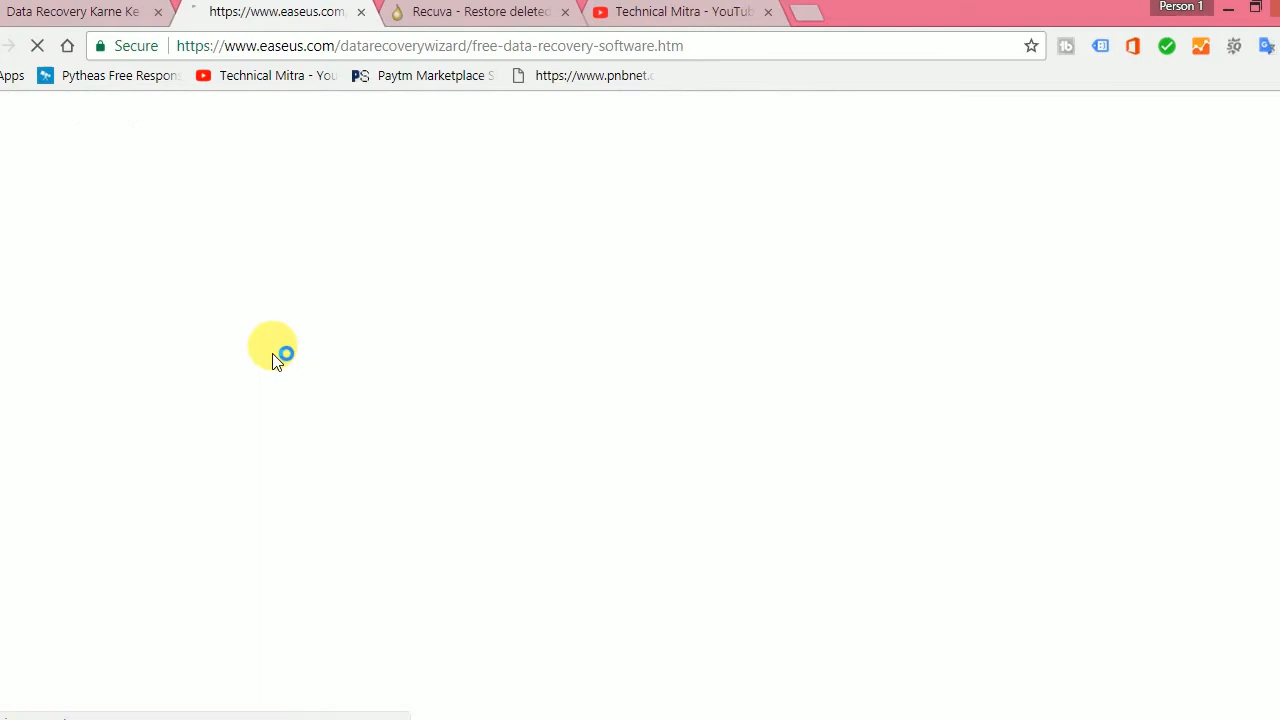 Data Recovery Karne Ke
https://www.easeus.com,
Recuva - Restore deleted
Technical Mitra - YouTub
Person 1
Secure
https://www.easeus.com/datarecoverywizard/free-data-recovery-software.htm
Apps
Pytheas Free Respon
Technical Mitra - You
Paytm Marketplace S
https://www.pnbnet.c